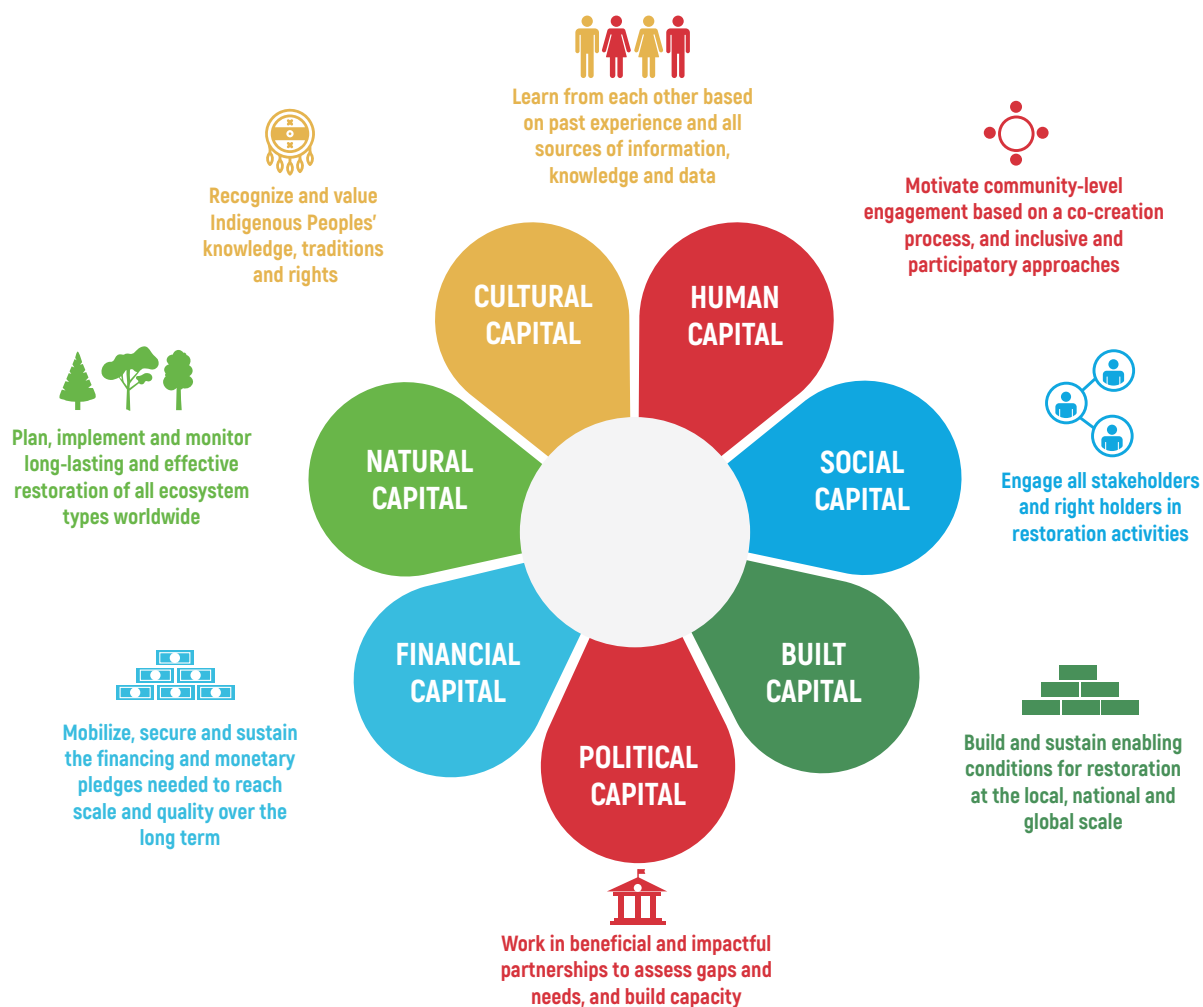 Learn from each other based
on past experience and all
sources of information,
knowledge and data
Recognize and value
Indigenous Peoples’
knowledge, traditions
and rights
Motivate community-level
engagement based on a co-creation
process, and inclusive and
participatory approaches
CULTURAL
CAPITAL
HUMAN
CAPITAL
Plan, implement and monitor
long-lasting and effective
restoration of all ecosystem
types worldwide
NATURAL
CAPITAL
SOCIAL
CAPITAL
Engage all stakeholders
and right holders in
restoration activities
FINANCIAL
CAPITAL
BUILT
CAPITAL
Mobilize, secure and sustain
the financing and monetary
pledges needed to reach
scale and quality over the
long term
POLITICAL
CAPITAL
Build and sustain enabling
conditions for restoration
at the local, national and
global scale
Work in beneficial and impactful
partnerships to assess gaps and
needs, and build capacity